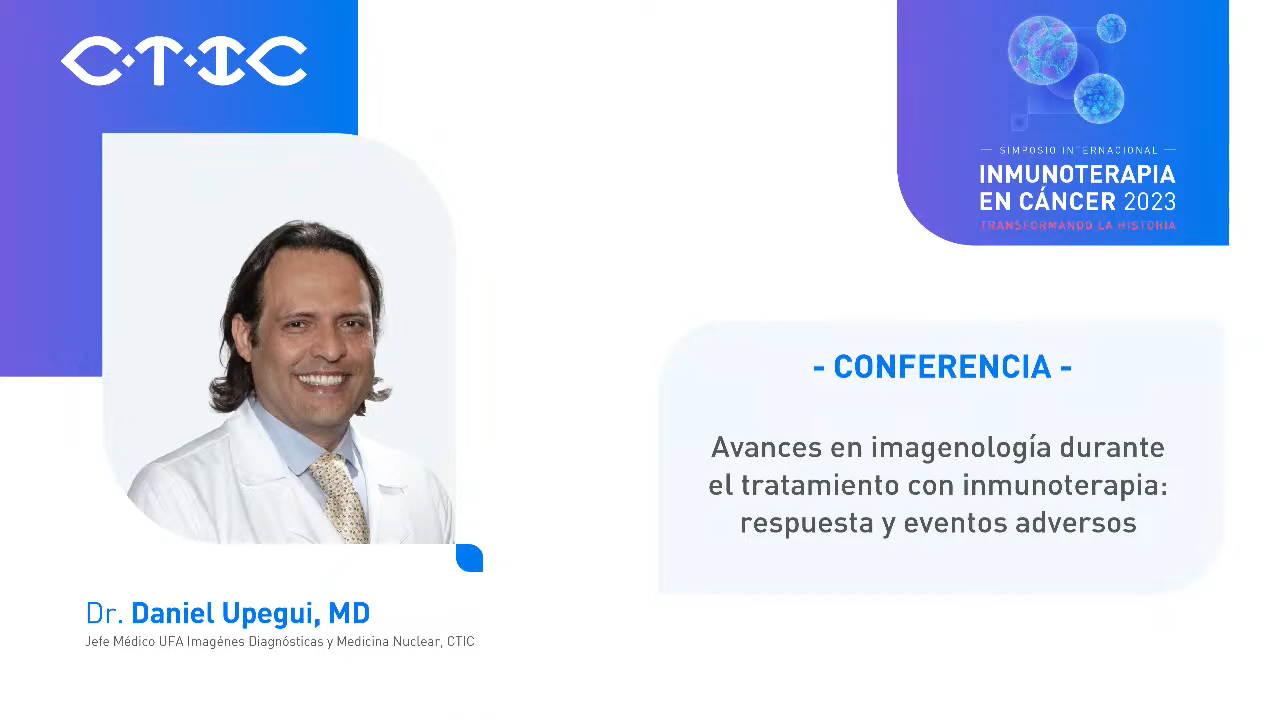 CTIC
SIMPOSIO INTERNACIONAL
INMUNOTERAPIA
EN CÁNCER 2023
TRANSFORMANDO LA HISTORIA
- CONFERENCIA -
Avances en imagenología durante
el tratamiento con inmunoterapia:
respuesta y eventos adversos
Dr. Daniel Upegui, MD
Jefe Médico UFA Imagénes Diagnósticas y Medicina Nuclear, CTIC